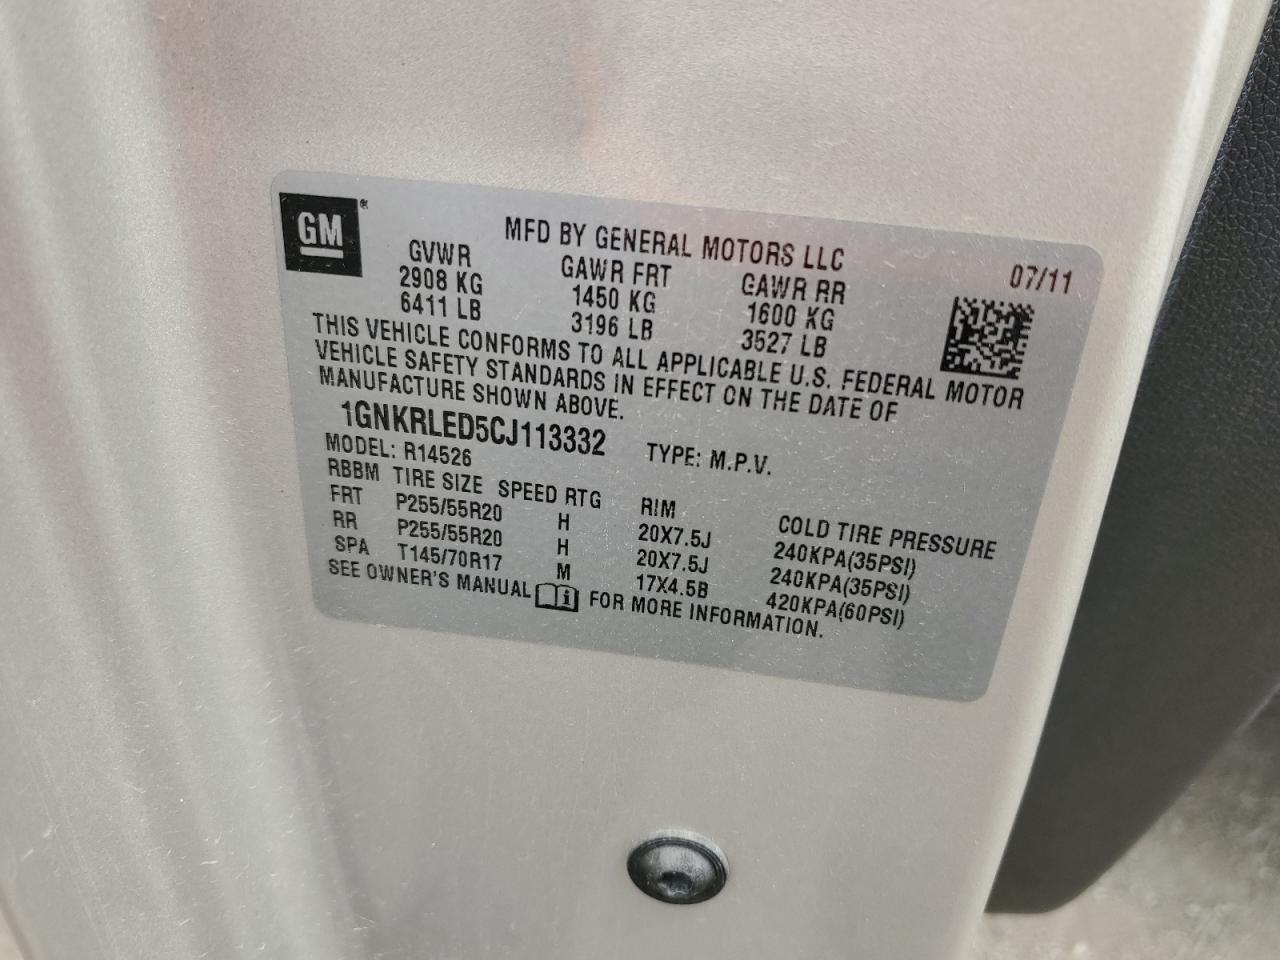 GM ®
MFD BY GENERAL MOTORS LLC 07/11
GVWR GAWR FRT GAWR RR
2908 KG 1450 KG 1600 KG
6411 LB 3196 LB 3527 LB
THIS VEHICLE CONFORMS TO ALL APPLICABLE U.S. FEDERAL MOTOR
VEHICLE SAFETY STANDARDS IN EFFECT ON THE DATE OF
MANUFACTURE SHOWN ABOVE.
1GNKRLED5CJ113332 TYPE: M.P.V.
MODEL: R14526
RBBM TIRE SIZE SPEED RTG RIM COLD TIRE PRESSURE
FRT P255/55R20 H 20X7.5J 240KPA(35PSI)
RR P255/55R20 H 20X7.5J 240KPA(35PSI)
SPA T145/70R17 M 17X4.5B 420KPA(60PSI)
SEE OWNER'S MANUAL i FOR MORE INFORMATION.